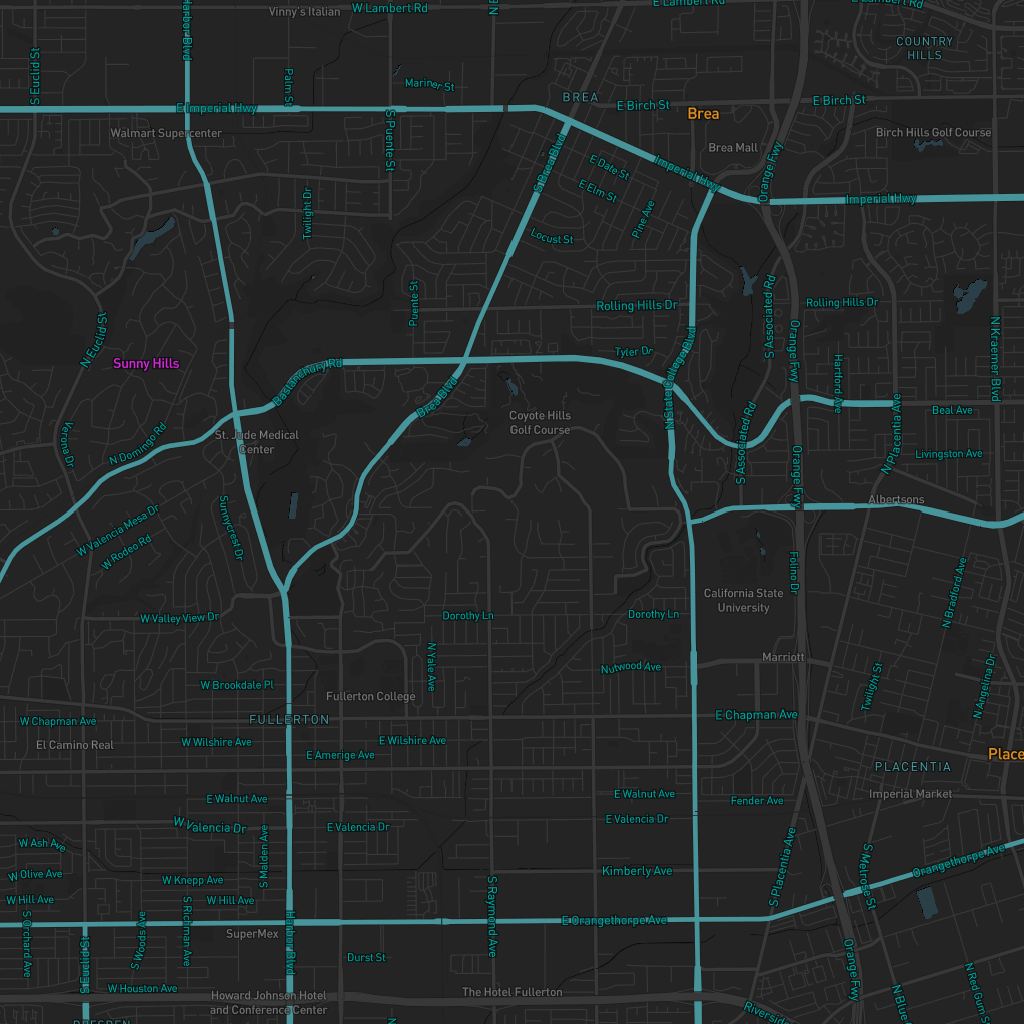 E Lambert Rd
E Lambert Rd
W Lambert Rd
Vinny's Italian
Harbor Blvd
COUNTRY
HILLS
S Euclid St
Palm St
Mariner St
BREA
E Birch St
E Birch St
E Imperial Hwy
Brea
S Puente St
Walmart Supercenter
Birch Hills Golf Course
Brea Mall
S Brea Blvd
E Date St
Imperial Hwy
Orange Fwy
E Elm St
Imperial Hwy
Twilight Dr
Pine Ave
Locust St
Puente St
Rolling Hills Dr
S Associated Rd
Rolling Hills Dr
N Euclid St
Orange Fwy
N Kraemer Blvd
Tyler Dr
Sunny Hills
Bastanchury Rd
N State College Blvd
Hartford Ave
Brea Blvd
Beal Ave
Coyote Hills
Golf Course
N Placentia Ave
Verona Dr
N Domingo Rd
St. Jude Medical
Center
S Associated Rd
Livingston Ave
Orange Fwy
Albertsons
W Valencia Mesa Dr
Sunnycrest Dr
W Rodeo Rd
Folino Dr
N Bradford Ave
California State
University
W Valley View Dr
Dorothy Ln
Dorothy Ln
N Yale Ave
Nutwood Ave
Marriott
W Brookdale Pl
Twilight St
N Angelina Dr
Fullerton College
W Chapman Ave
FULLERTON
E Chapman Ave
El Camino Real
W Wilshire Ave
E Wilshire Ave
E Amerige Ave
Place
PLACENTIA
E Walnut Ave
E Walnut Ave
Fender Ave
Imperial Market
W Valencia Dr
E Valencia Dr
E Valencia Dr
W Ash Ave
S Malden Ave
S Placentia Ave
S Melrose St
Orangethorpe Ave
W Olive Ave
W Knepp Ave
Kimberly Ave
W Hill Ave
W Hill Ave
S Raymond Ave
S Orchard Ave
S Woods Ave
S Richman Ave
E Orangethorpe Ave
SuperMex
Harbor Blvd
S Euclid St
Durst St
Orange Fwy
N Red Gum S
W Houston Ave
Howard Johnson Hotel
and Conference Center
The Hotel Fullerton
Riverside
N Blue
DRESDEN